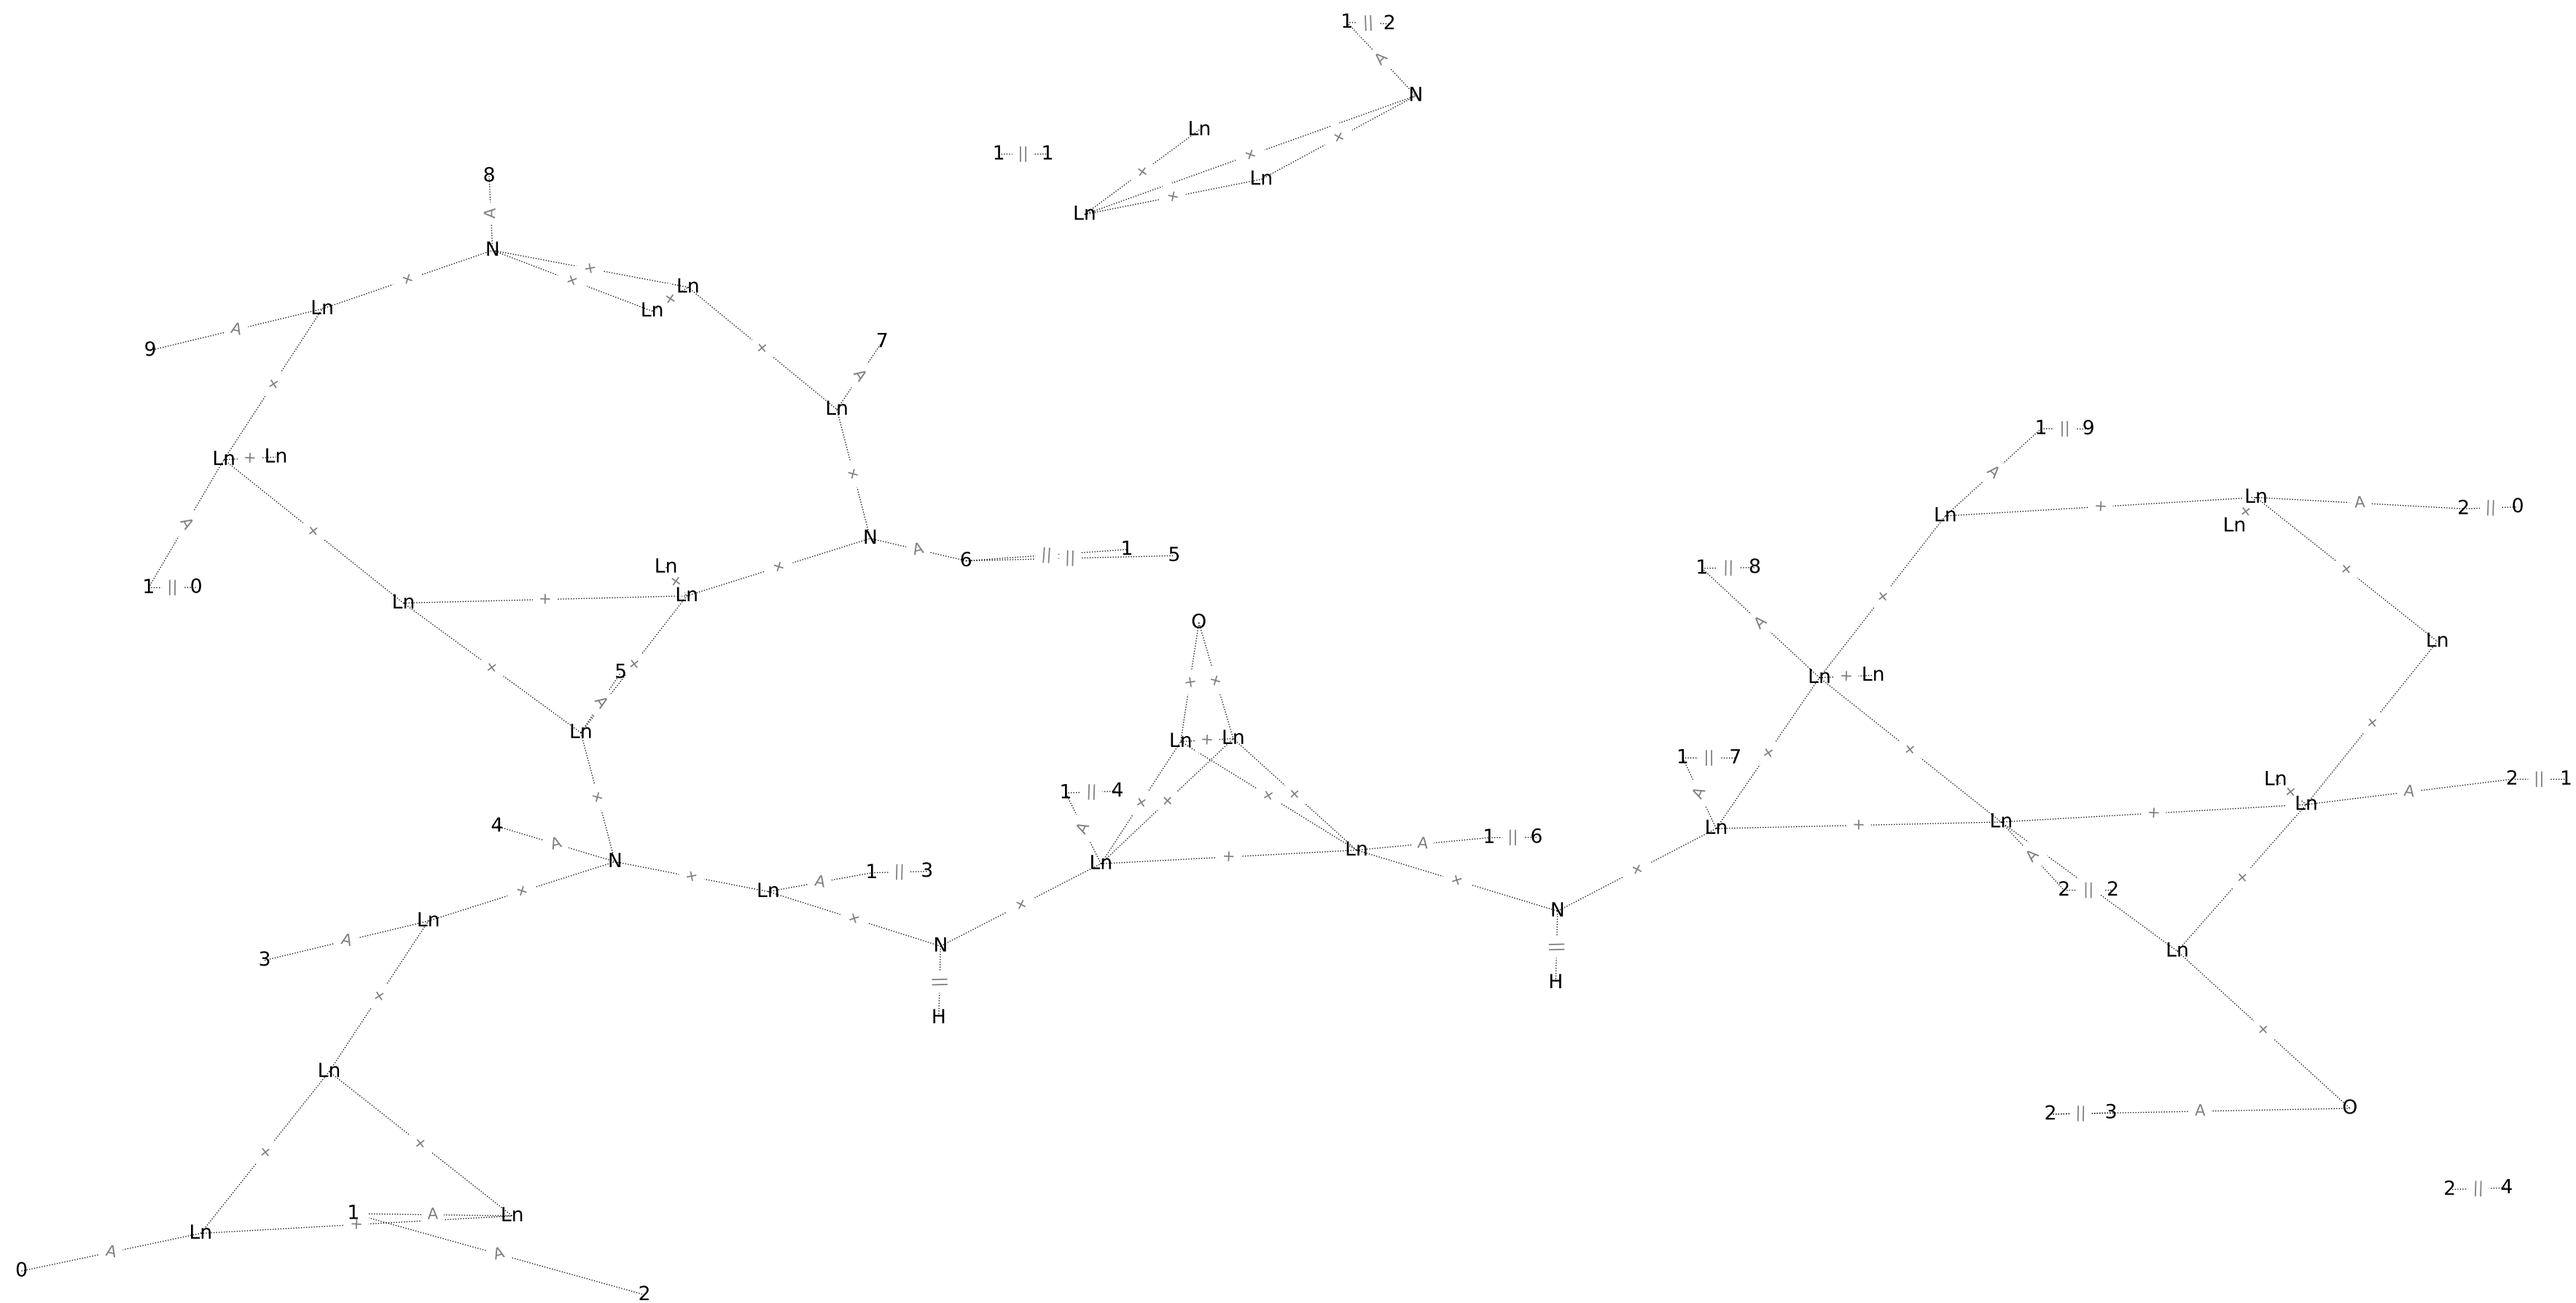 1 || 2
A
N
Ln
×
×
×
1 || 1
Ln
×
Ln
8
A
N
+
×
×
Ln
×
Ln
Ln
A
9
×
7
A
×
Ln
1 || 9
A
Ln + Ln
×
Ln
A
2 || 0
+
×
Ln
Ln
A
×
N
A
6 || : || 1
5
1 || 8
×
Ln
×
×
A
1 || 0
Ln
+
Ln
×
O
Ln
×
×
5
A
+
×
Ln + Ln
×
×
Ln
Ln + Ln
1 || 7
×
×
Ln
2 || 1
×
1 || 4
×
×
×
×
A
A
×
Ln
×
4
A
N
A
Ln
+
Ln
A
1 || 6
Ln
+
Ln
+
A
A
1 || 3
+
Ln
×
+
×
×
2 || 2
3
A
Ln
×
×
N
N
Ln
×
||
H
||
H
×
Ln
×
×
2 || 3
A
O
1
A
Ln
Ln
+
2 || 4
0
A
A
2